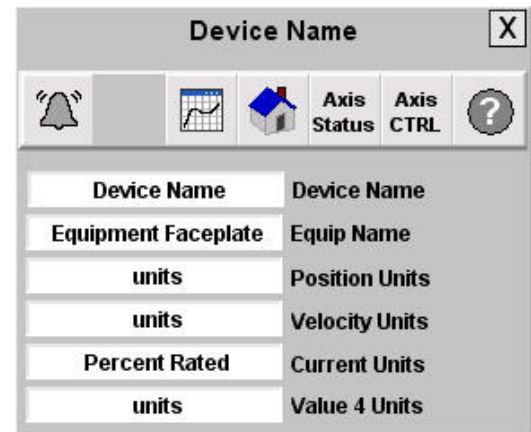 Device Name X
Axis Status Axis CTRL ?
Device Name Device Name
Equipment Faceplate Equip Name
units Position Units
units Velocity Units
Percent Rated Current Units
units Value 4 Units